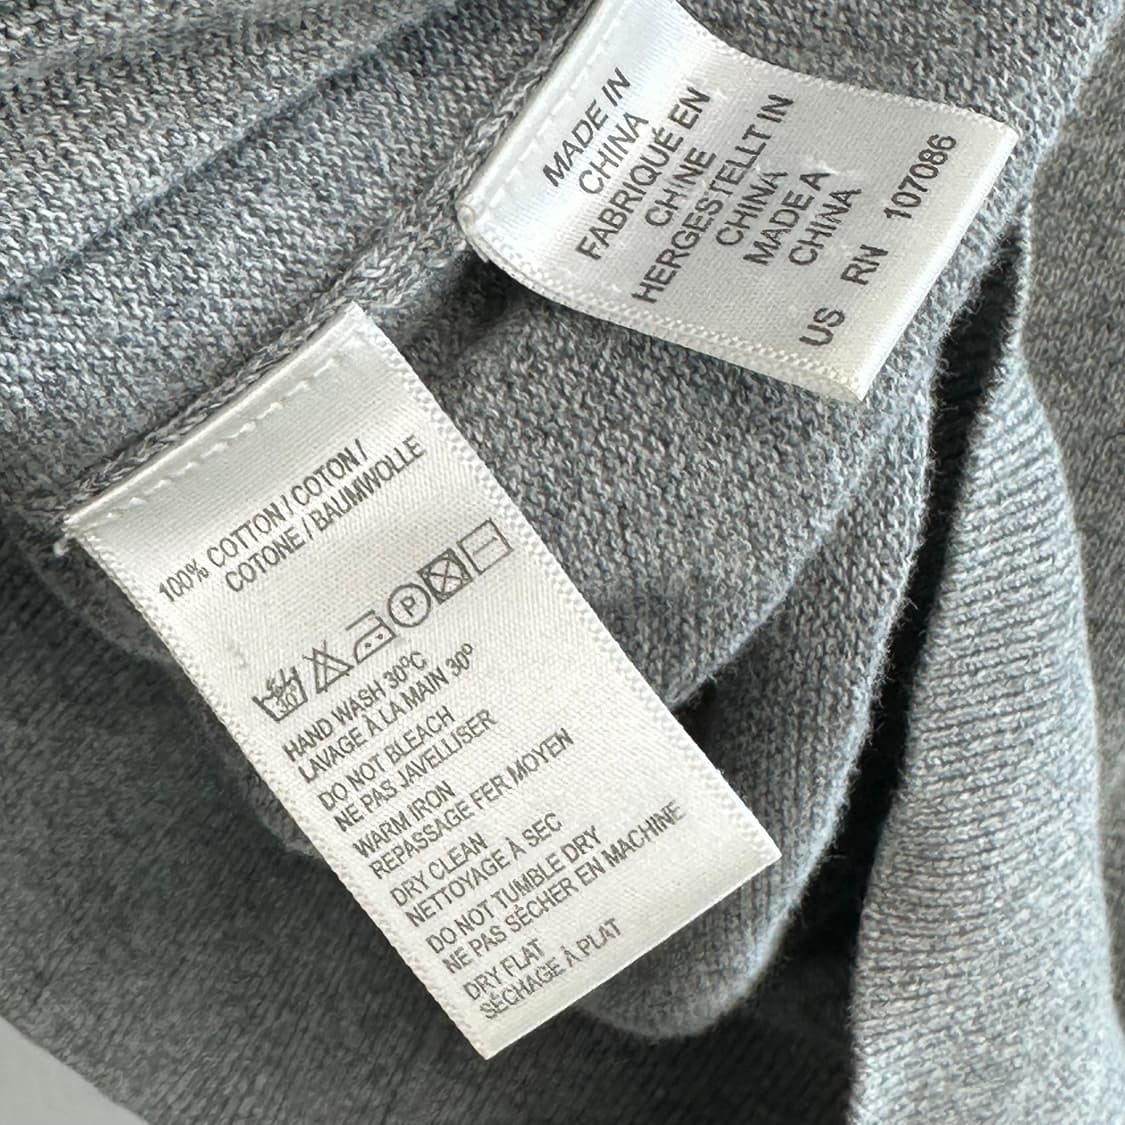 MADE IN
CHINA
FABRIQUÉ EN
CHINE
HERGESTELLT IN
CHINA
MADE A
CHINA
US RN 107086
100% COTTON / COTON /
COTONE / BAUMWOLLE
30°
P
HAND WASH 30°C
LAVAGE À LA MAIN 30°
DO NOT BLEACH
NE PAS JAVELLISER
WARM IRON
REPASSAGE FER MOYEN
DRY CLEAN
NETTOYAGE À SEC
DO NOT TUMBLE DRY
NE PAS SÉCHER EN MACHINE
DRY FLAT
SÉCHAGE À PLAT